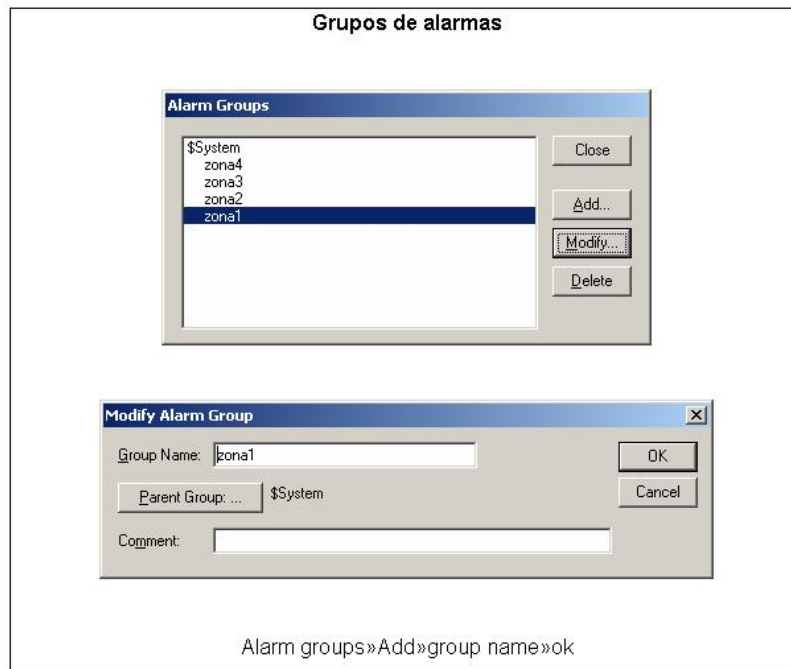 Grupos de alarmas
Alarm Groups
$System
zona4
zona3
zona2
zona1
Close
Add...
Modify...
Delete
Modify Alarm Group
Group Name:
zona1
OK
Parent Group: ...
$System
Cancel
Comment:
Alarm groups»Add»group name»ok